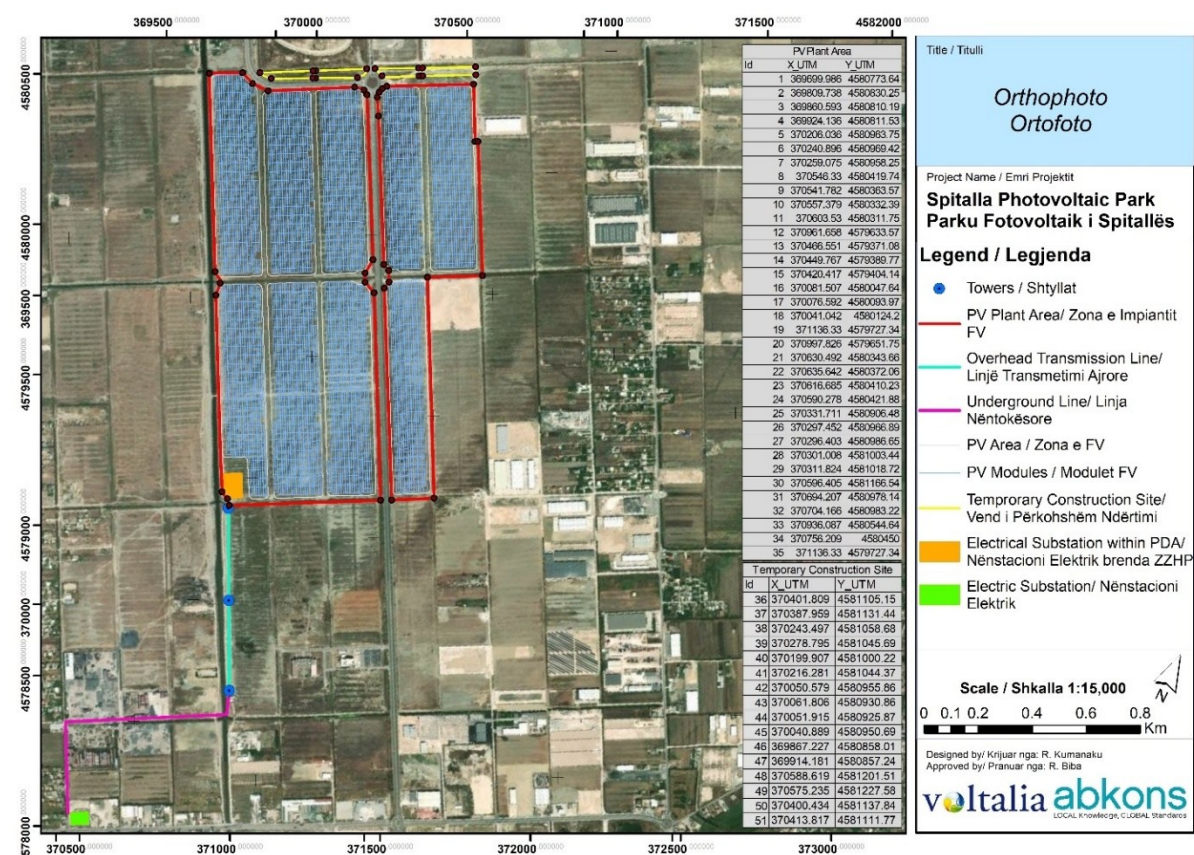 369500.000000
370000.000000
370500.000000
371000.000000
371500.000000
4582000.000000
4580500
4580000
369500
4579500
4579000
370000
4578500
4578000
370500.000000
371000.000000
371500.000000
372000.000000
372500.000000
373000.000000
PV Plant Area
Id X_UTM Y_UTM
1 369699.986 4580773.64
2 369809.738 4580830.25
3 369860.593 4580810.19
4 369924.136 4580811.53
5 370206.036 4580963.75
6 370240.896 4580969.42
7 370259.075 4580958.25
8 370546.33 4580419.74
9 370541.782 4580363.57
10 370557.379 4580332.39
11 370603.53 4580311.75
12 370961.658 4579633.57
13 370466.551 4579371.08
14 370449.767 4579389.77
15 370420.417 4579404.14
16 370081.507 4580047.64
17 370076.592 4580093.97
18 370041.042 4580124.2
19 371136.33 4579727.34
20 370997.826 4579651.75
21 370630.492 4580343.66
22 370635.642 4580372.06
23 370616.685 4580410.23
24 370590.278 4580421.88
25 370331.711 4580906.48
26 370297.452 4580966.89
27 370296.403 4580986.65
28 370301.008 4581003.44
29 370311.824 4581018.72
30 370596.405 4581166.54
31 370694.207 4580978.14
32 370704.166 4580983.22
33 370936.087 4580544.64
34 370756.209 4580450
35 371136.33 4579727.34
Temporary Construction Site
Id X_UTM Y_UTM
36 370401.809 4581105.15
37 370387.959 4581131.44
38 370243.497 4581058.68
39 370278.795 4581045.69
40 370199.907 4581000.22
41 370216.281 4581044.37
42 370050.579 4580955.86
43 370061.806 4580930.86
44 370051.915 4580925.87
45 370040.889 4580950.69
46 369867.227 4580858.01
47 369914.181 4580857.24
48 370588.619 4581201.51
49 370575.235 4581227.58
50 370400.434 4581137.84
51 370413.817 4581111.77
Title / Titulli
Orthophoto
Ortofoto
Project Name / Emri Projektit
Spitalla Photovoltaic Park
Parku Fotovoltaik i Spitallës
Legend / Legjenda
Towers / Shtyllat
PV Plant Area/ Zona e Impiantit
FV
Overhead Transmission Line/
Linjë Transmetimi Ajrore
Underground Line/ Linja
Nëntokësore
PV Area / Zona e FV
PV Modules / Modulet FV
Temporary Construction Site/
Vend i Përkohshëm Ndërtimi
Electrical Substation within PDA/
Nënstacioni Elektrik brenda ZZHP
Electric Substation/ Nënstacioni
Elektrik
N
Scale / Shkalla 1:15,000
0 0.1 0.2 0.4 0.6 0.8
Km
Designed by/ Krijuar nga: R. Kumanaku
Approved by/ Pranuar nga: R. Biba
voltalia abkons
LOCAL Knowledge, GLOBAL Standards